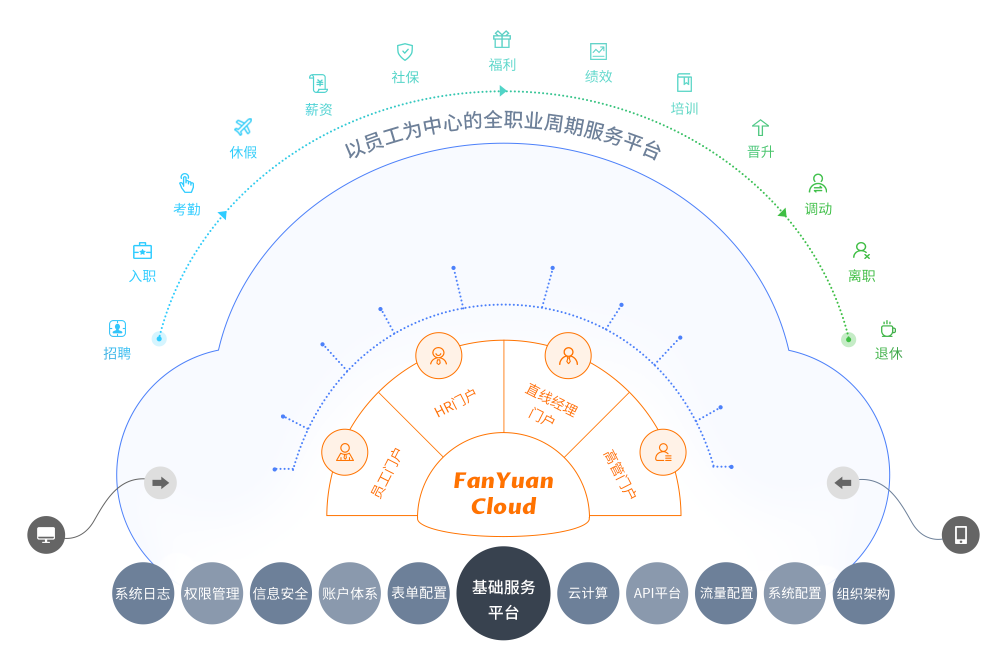 招聘
入职
考勤
休假
薪资
社保
福利
绩效
培训
晋升
调动
离职
退休
以员工为中心的全职业周期服务平台
员工门户
HR门户
直线经理
门户
高管门户
FanYuan
Cloud
系统日志
权限管理
信息安全
账户体系
表单配置
基础服务
平台
云计算
API平台
流量配置
系统配置
组织架构